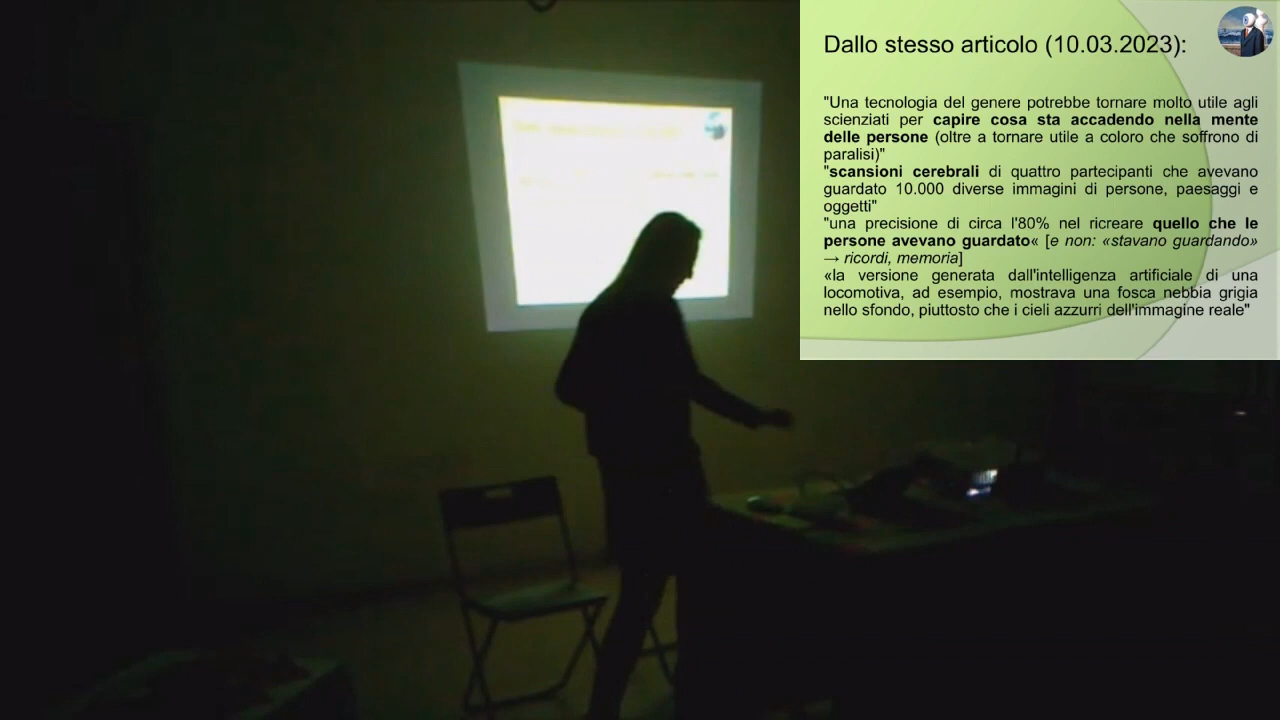 Dallo stesso articolo (10.03.2023):
"Una tecnologia del genere potrebbe tornare molto utile agli
scienziati per capire cosa sta accadendo nella mente
delle persone (oltre a tornare utile a coloro che soffrono di
paralisi)"
"scansioni cerebrali di quattro partecipanti che avevano
guardato 10.000 diverse immagini di persone, paesaggi e
oggetti"
"una precisione di circa l'80% nel ricreare quello che le
persone avevano guardato« [e non: «stavano guardando»
→ ricordi, memoria]
«la versione generata dall'intelligenza artificiale di una
locomotiva, ad esempio, mostrava una fosca nebbia grigia
nello sfondo, piuttosto che i cieli azzurri dell'immagine reale"